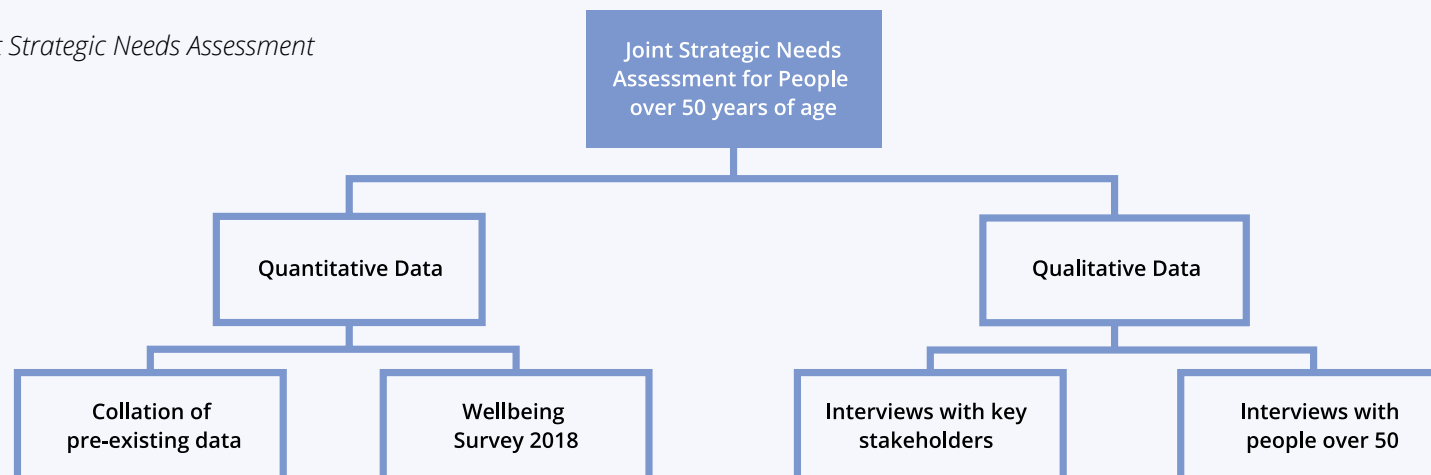 Strategic Needs Assessment
Joint Strategic Needs
Assessment for People
over 50 years of age
Quantitative Data
Qualitative Data
Collation of
pre-existing data
Wellbeing
Survey 2018
Interviews with key
stakeholders
Interviews with
people over 50